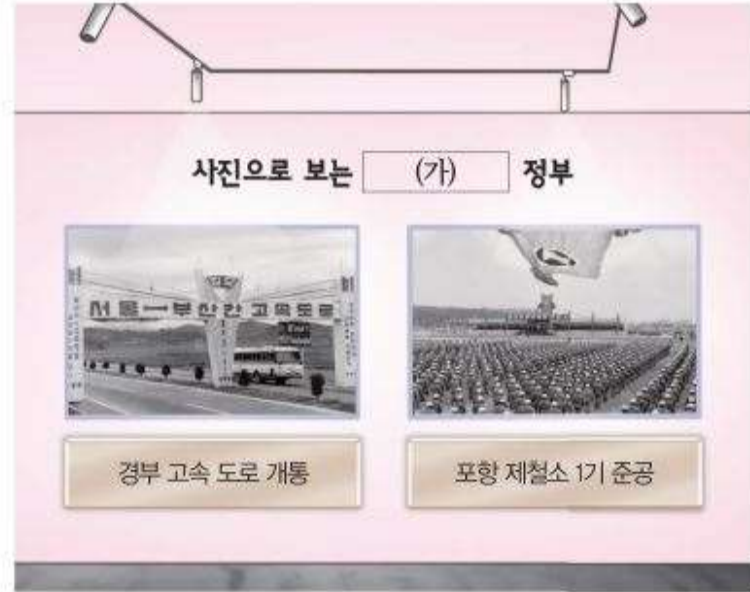 사진으로 보는 (가) 정부
서울─부산간 고속도로
경부 고속 도로 개통
포항 제철소 1기 준공